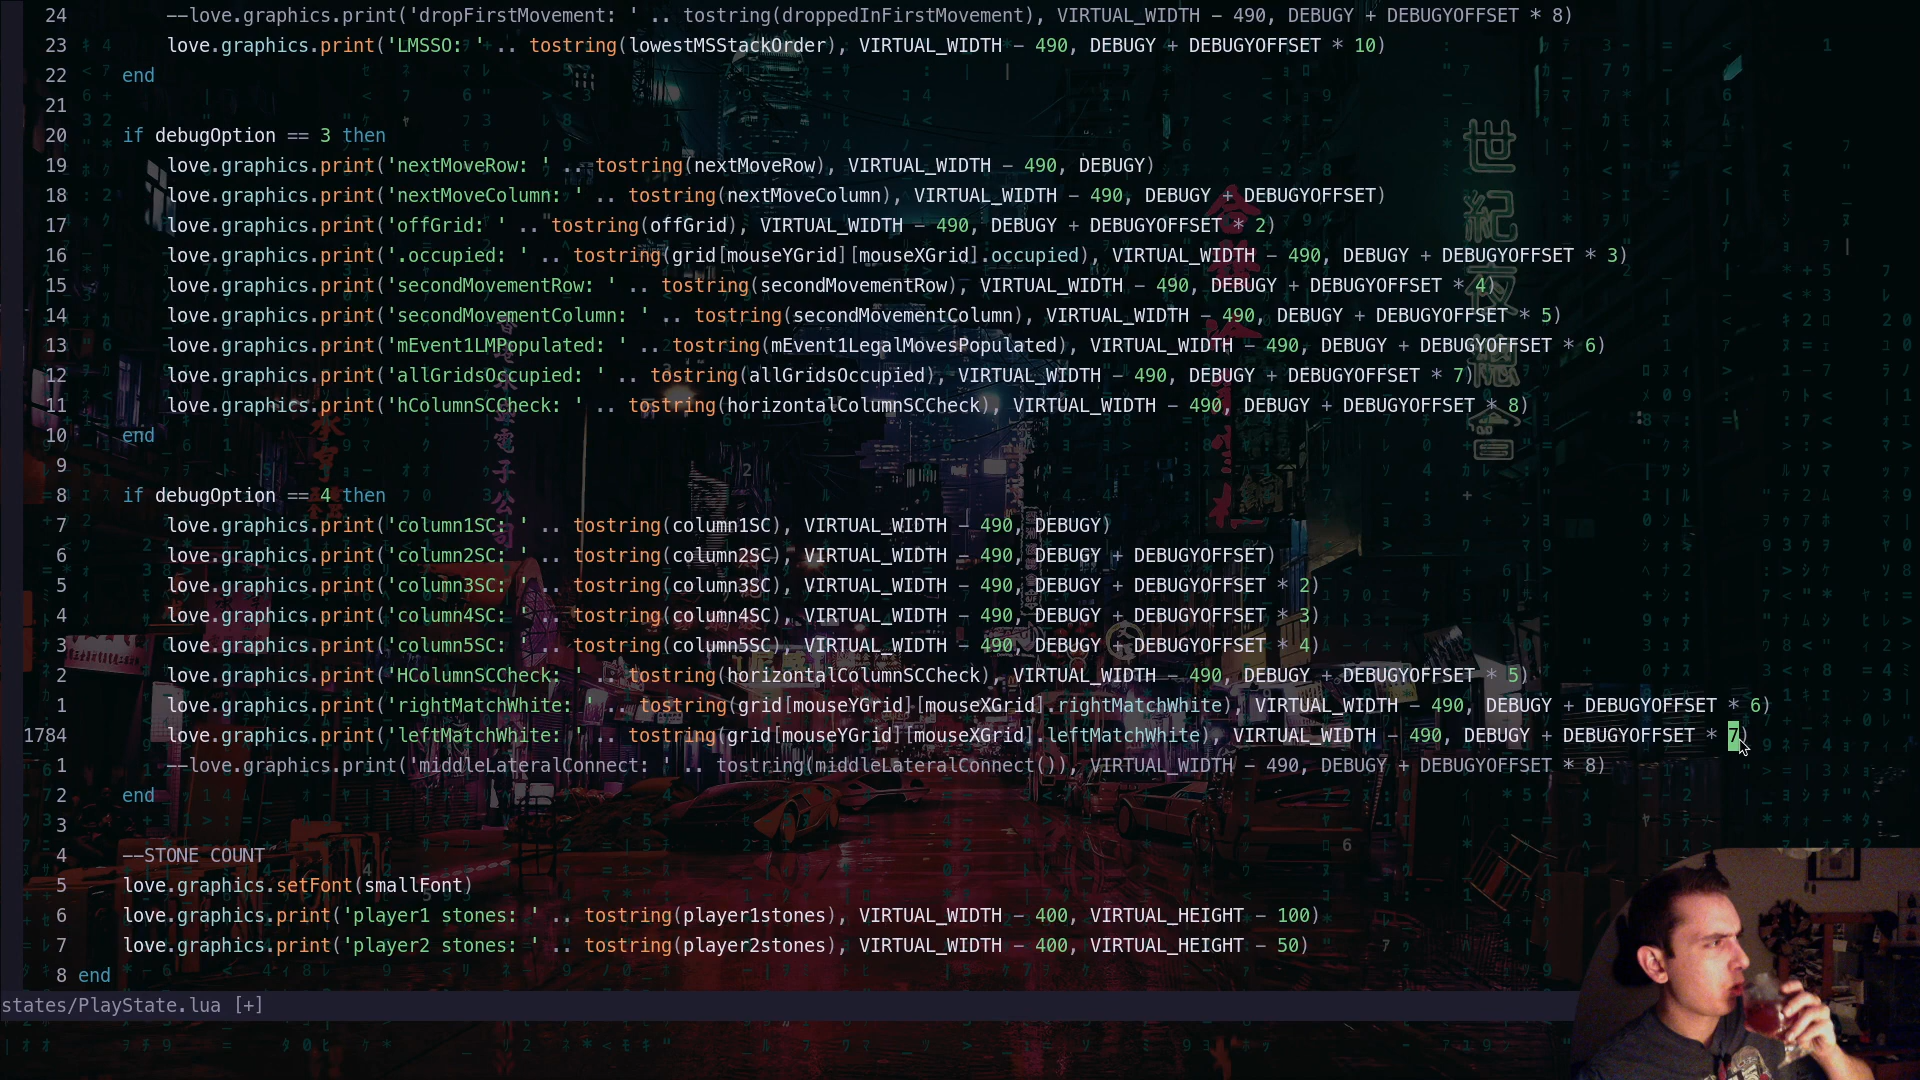 24 --love.graphics.print('dropFirstMovement: ' .. tostring(droppedInFirstMovement), VIRTUAL_WIDTH - 490, DEBUGY + DEBUGYOFFSET * 8)
23 love.graphics.print('LMSSO: ' .. tostring(lowestMSStackOrder), VIRTUAL_WIDTH - 490, DEBUGY + DEBUGYOFFSET * 10)
22 end
21
20 if debugOption == 3 then
19 love.graphics.print('nextMoveRow: ' .. tostring(nextMoveRow), VIRTUAL_WIDTH - 490, DEBUGY)
18 love.graphics.print('nextMoveColumn: ' .. tostring(nextMoveColumn), VIRTUAL_WIDTH - 490, DEBUGY + DEBUGYOFFSET)
17 love.graphics.print('offGrid: ' .. tostring(offGrid), VIRTUAL_WIDTH - 490, DEBUGY + DEBUGYOFFSET * 2)
16 love.graphics.print('.occupied: ' .. tostring(grid[mouseYGrid][mouseXGrid].occupied), VIRTUAL_WIDTH - 490, DEBUGY + DEBUGYOFFSET * 3)
15 love.graphics.print('secondMovementRow: ' .. tostring(secondMovementRow), VIRTUAL_WIDTH - 490, DEBUGY + DEBUGYOFFSET * 4)
14 love.graphics.print('secondMovementColumn: ' .. tostring(secondMovementColumn), VIRTUAL_WIDTH - 490, DEBUGY + DEBUGYOFFSET * 5)
13 love.graphics.print('mEvent1LMPopulated: ' .. tostring(mEvent1LegalMovesPopulated), VIRTUAL_WIDTH - 490, DEBUGY + DEBUGYOFFSET * 6)
12 love.graphics.print('allGridsOccupied: ' .. tostring(allGridsOccupied), VIRTUAL_WIDTH - 490, DEBUGY + DEBUGYOFFSET * 7)
11 love.graphics.print('hColumnSCCheck: ' .. tostring(horizontalColumnSCCheck), VIRTUAL_WIDTH - 490, DEBUGY + DEBUGYOFFSET * 8)
10 end
9
8 if debugOption == 4 then
7 love.graphics.print('column1SC: ' .. tostring(column1SC), VIRTUAL_WIDTH - 490, DEBUGY)
6 love.graphics.print('column2SC: ' .. tostring(column2SC), VIRTUAL_WIDTH - 490, DEBUGY + DEBUGYOFFSET)
5 love.graphics.print('column3SC: ' .. tostring(column3SC), VIRTUAL_WIDTH - 490, DEBUGY + DEBUGYOFFSET * 2)
4 love.graphics.print('column4SC: ' .. tostring(column4SC), VIRTUAL_WIDTH - 490, DEBUGY + DEBUGYOFFSET * 3)
3 love.graphics.print('column5SC: ' .. tostring(column5SC), VIRTUAL_WIDTH - 490, DEBUGY + DEBUGYOFFSET * 4)
2 love.graphics.print('HColumnSCCheck: ' .. tostring(horizontalColumnSCCheck), VIRTUAL_WIDTH - 490, DEBUGY + DEBUGYOFFSET * 5)
1 love.graphics.print('rightMatchWhite: ' .. tostring(grid[mouseYGrid][mouseXGrid].rightMatchWhite), VIRTUAL_WIDTH - 490, DEBUGY + DEBUGYOFFSET * 6)
1784 love.graphics.print('leftMatchWhite: ' .. tostring(grid[mouseYGrid][mouseXGrid].leftMatchWhite), VIRTUAL_WIDTH - 490, DEBUGY + DEBUGYOFFSET * 7)
1 --love.graphics.print('middleLateralConnect: ' .. tostring(middleLateralConnect()), VIRTUAL_WIDTH - 490, DEBUGY + DEBUGYOFFSET * 8)
2 end
3
4 --STONE COUNT
5 love.graphics.setFont(smallFont)
6 love.graphics.print('player1 stones: ' .. tostring(player1stones), VIRTUAL_WIDTH - 400, VIRTUAL_HEIGHT - 100)
7 love.graphics.print('player2 stones: ' .. tostring(player2stones), VIRTUAL_WIDTH - 400, VIRTUAL_HEIGHT - 50)
8 end
states/PlayState.lua [+]
世紀夜總會
電子公司